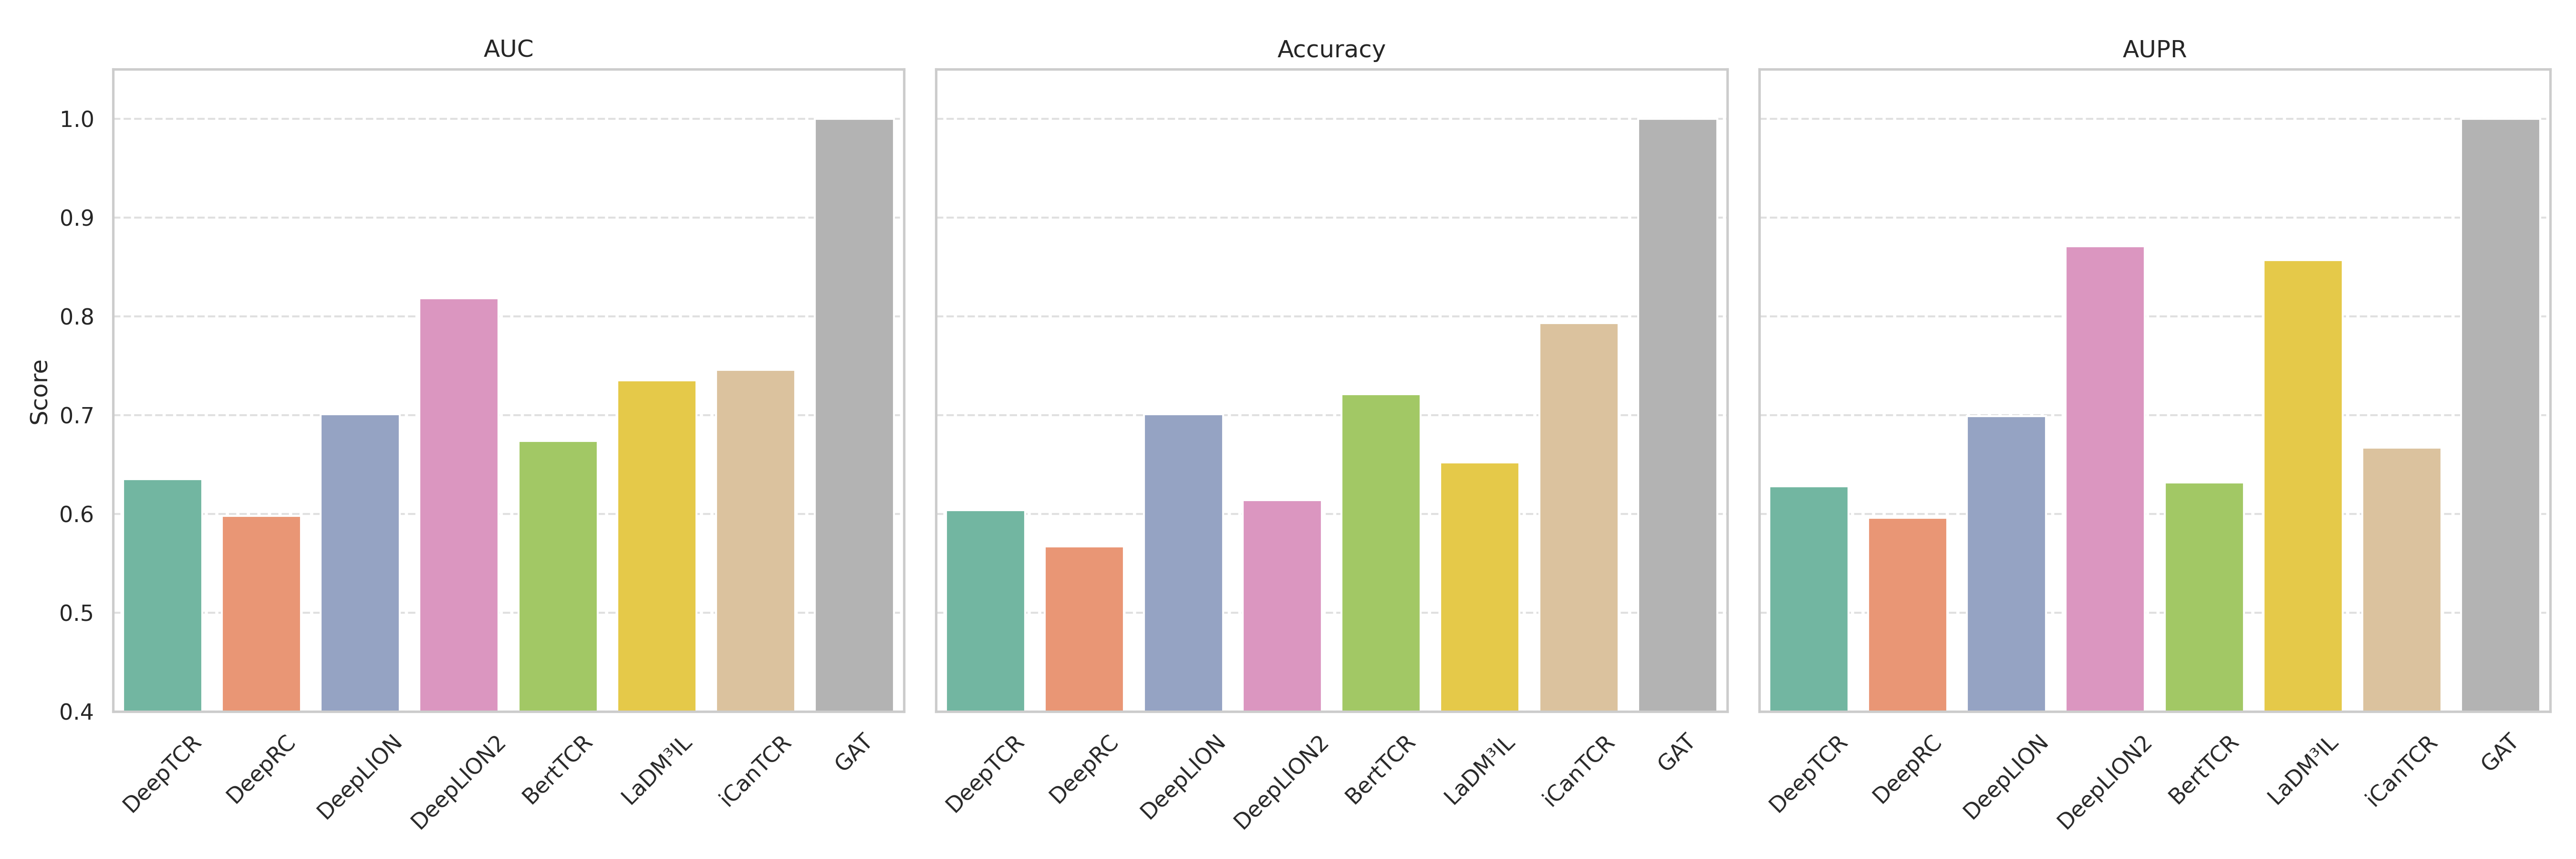 AUC
Accuracy
AUPR
Score
1.0
0.9
0.8
0.7
0.6
0.5
0.4
DeepTCR
DeepRC
DeepLION
DeepLION2
BertTCR
LaDM³IL
iCanTCR
GAT
DeepTCR
DeepRC
DeepLION
DeepLION2
BertTCR
LaDM³IL
iCanTCR
GAT
DeepTCR
DeepRC
DeepLION
DeepLION2
BertTCR
LaDM³IL
iCanTCR
GAT